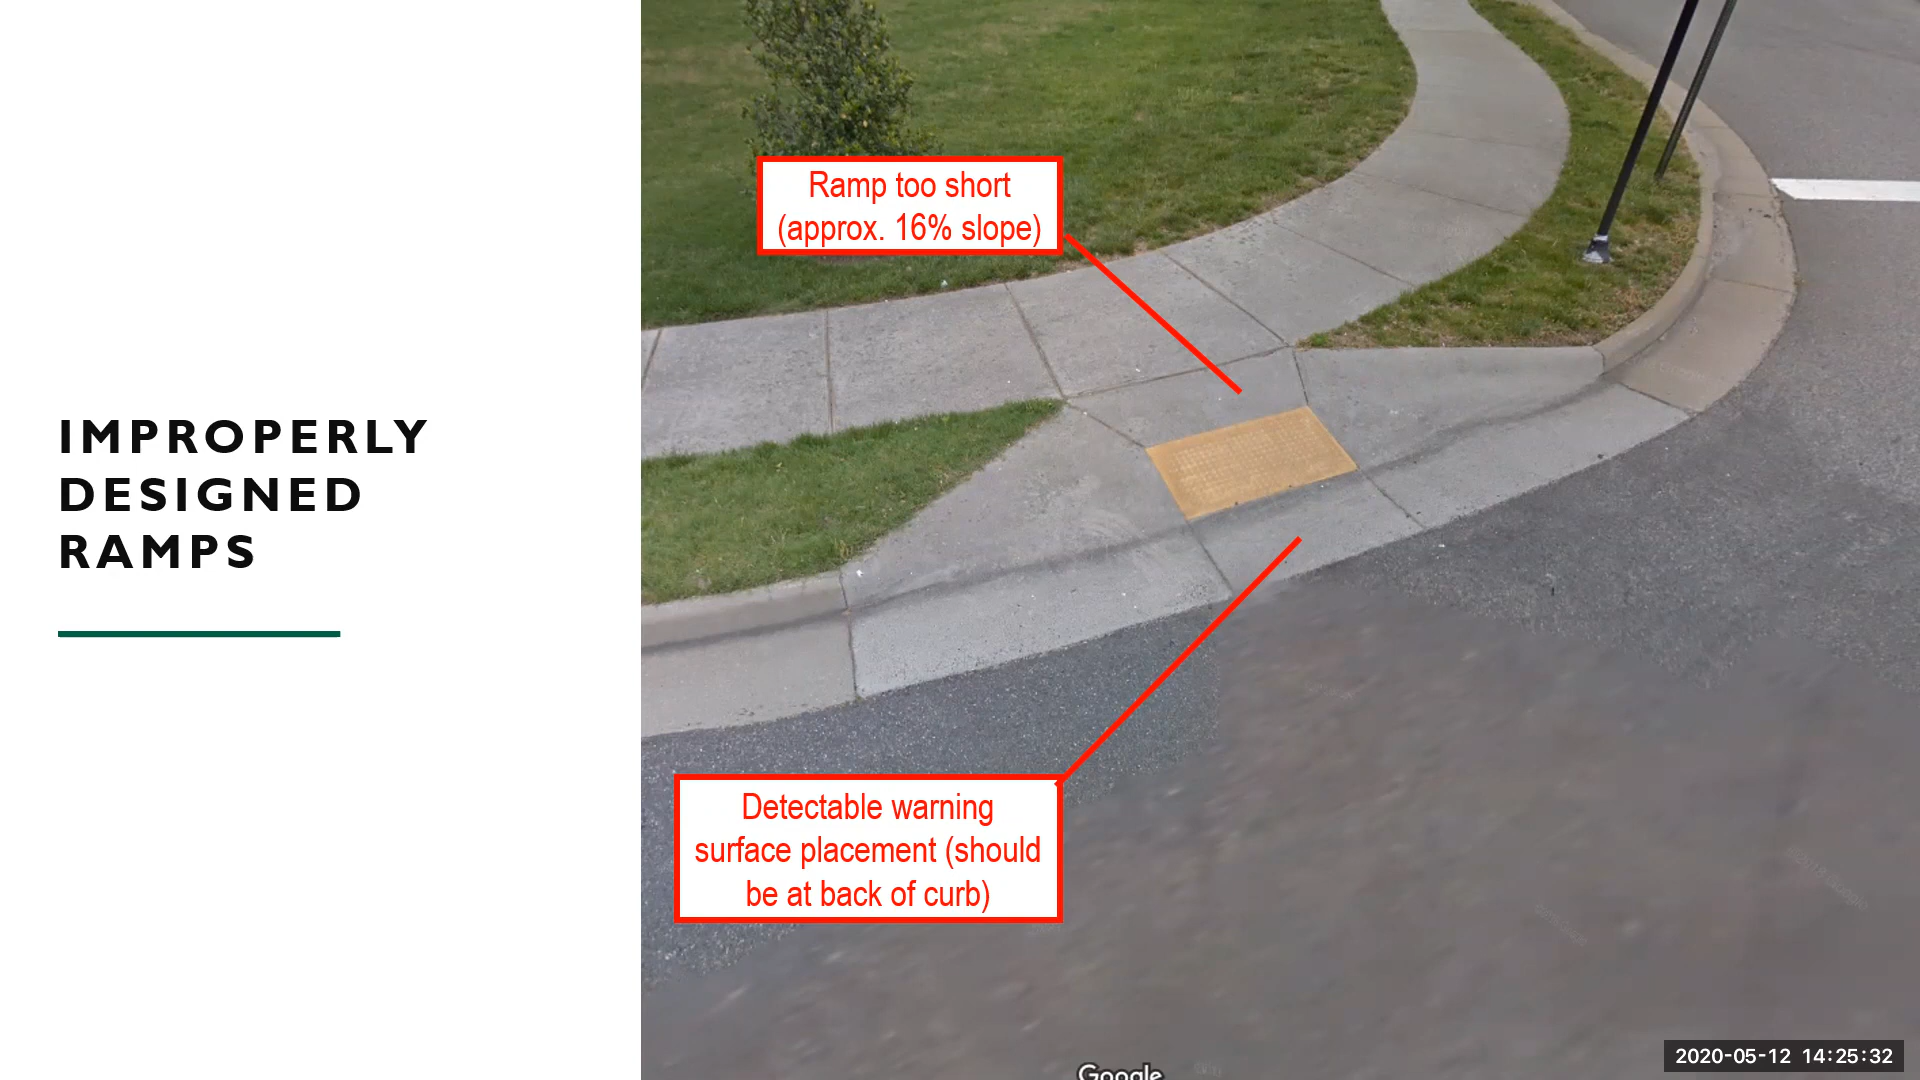 IMPROPERLY
DESIGNED
RAMPS
Ramp too short
(approx. 16% slope)
Detectable warning
surface placement (should
be at back of curb)
Google
2020-05-12 14:25:32